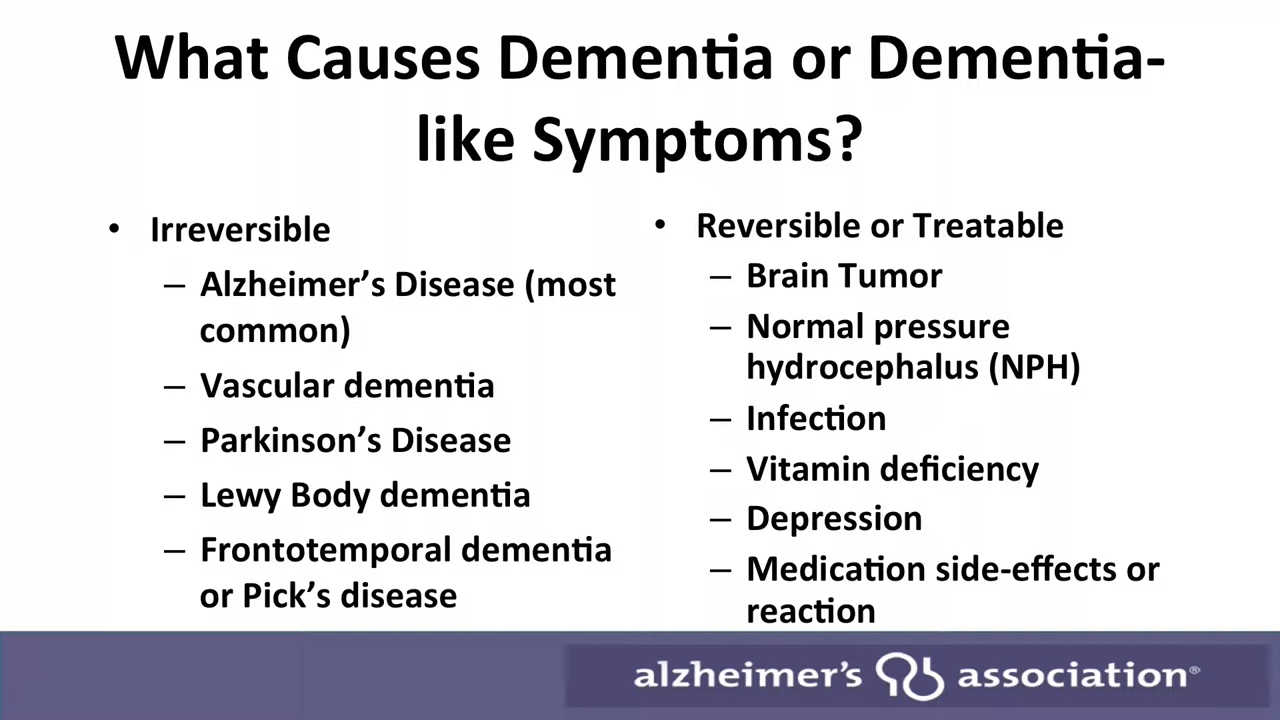 What Causes Dementia or Dementia-
like Symptoms?
• Irreversible
– Alzheimer’s Disease (most
common)
– Vascular dementia
– Parkinson’s Disease
– Lewy Body dementia
– Frontotemporal dementia
or Pick’s disease
• Reversible or Treatable
– Brain Tumor
– Normal pressure
hydrocephalus (NPH)
– Infection
– Vitamin deficiency
– Depression
– Medication side-effects or
reaction
alzheimer’s association®